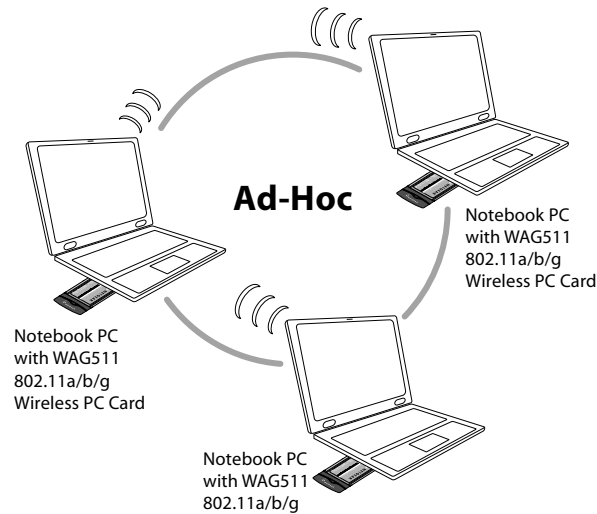 Ad-Hoc
Notebook PC
with WAG511
802.11a/b/g
Wireless PC Card
Notebook PC
with WAG511
802.11a/b/g
Wireless PC Card
Notebook PC
with WAG511
802.11a/b/g